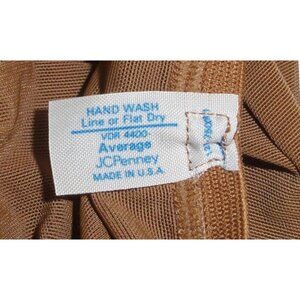 HAND WASH
Line or Flat Dry
VDR 4400-
Average
JCPenney
MADE IN U.S.A.